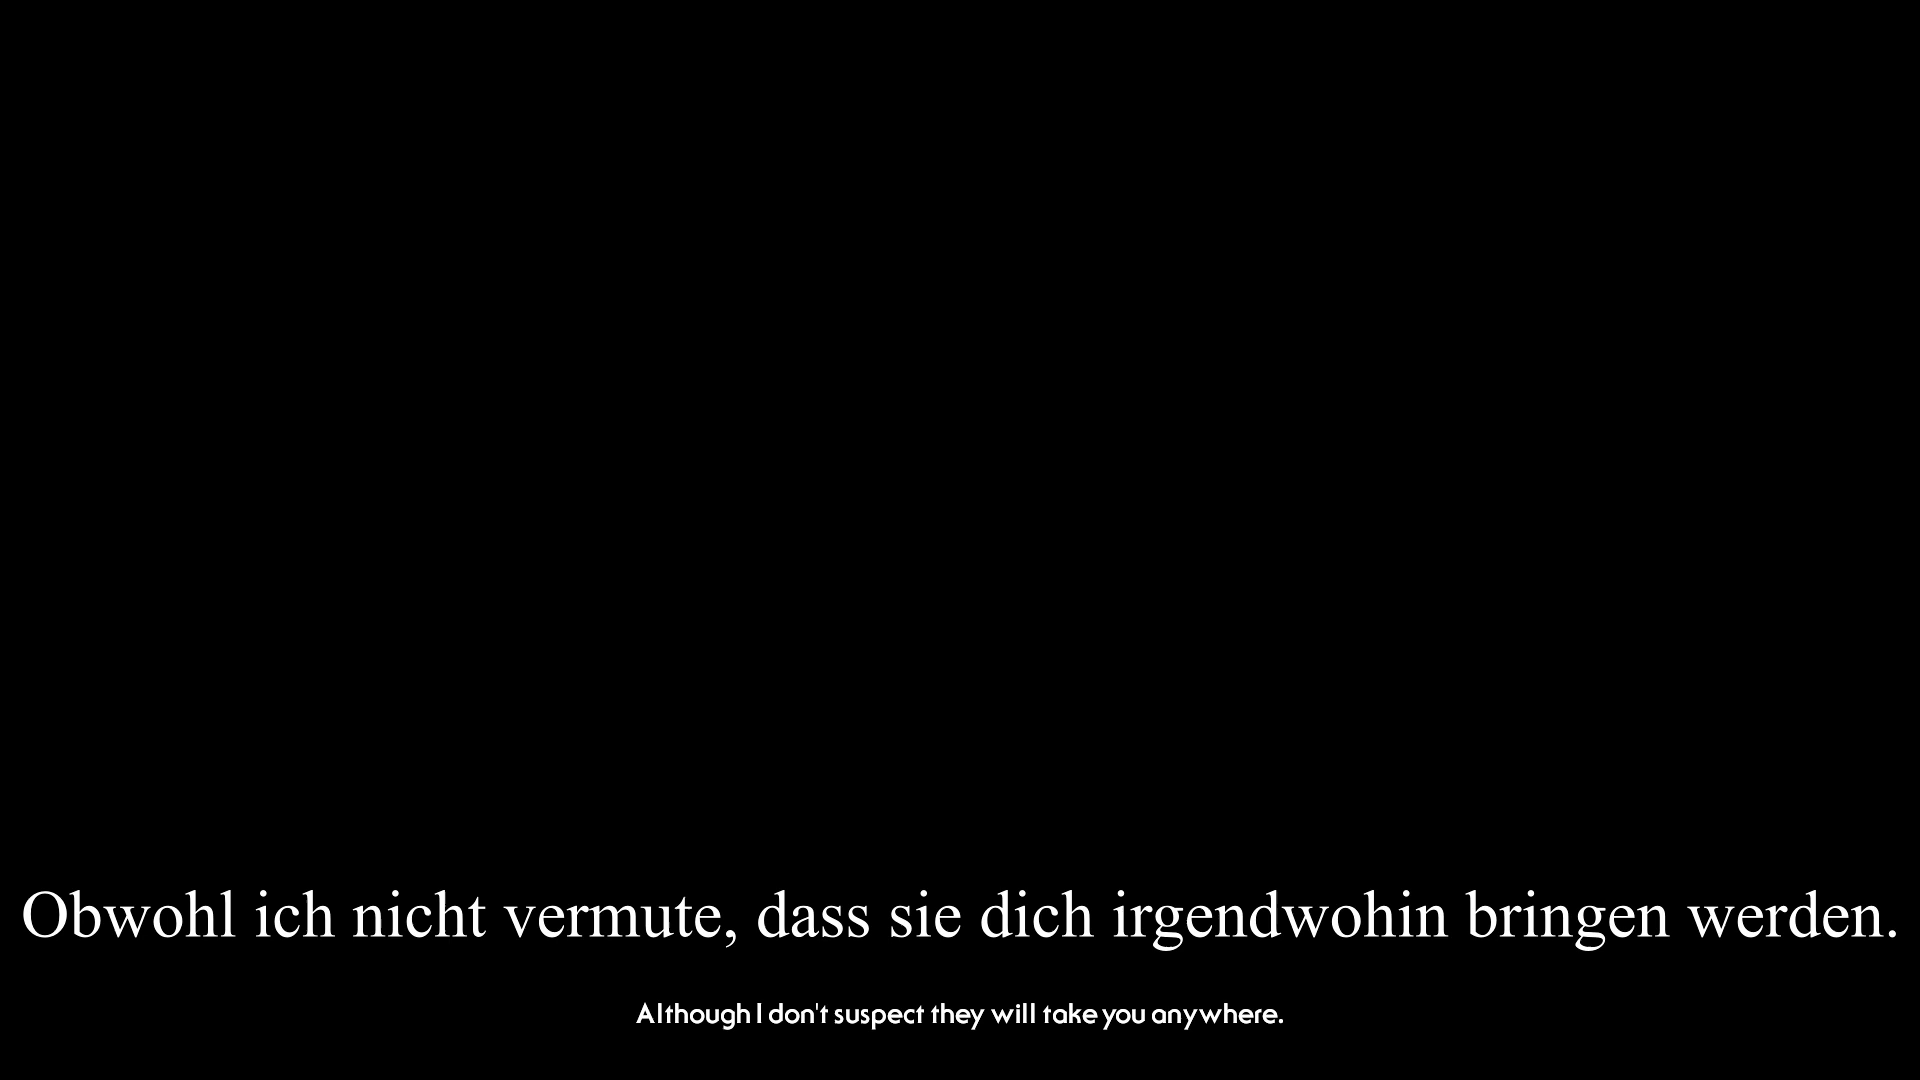 Obwohl ich nicht vermute, dass sie dich irgendwohin bringen werden.
Although I don't suspect they will take you anywhere.